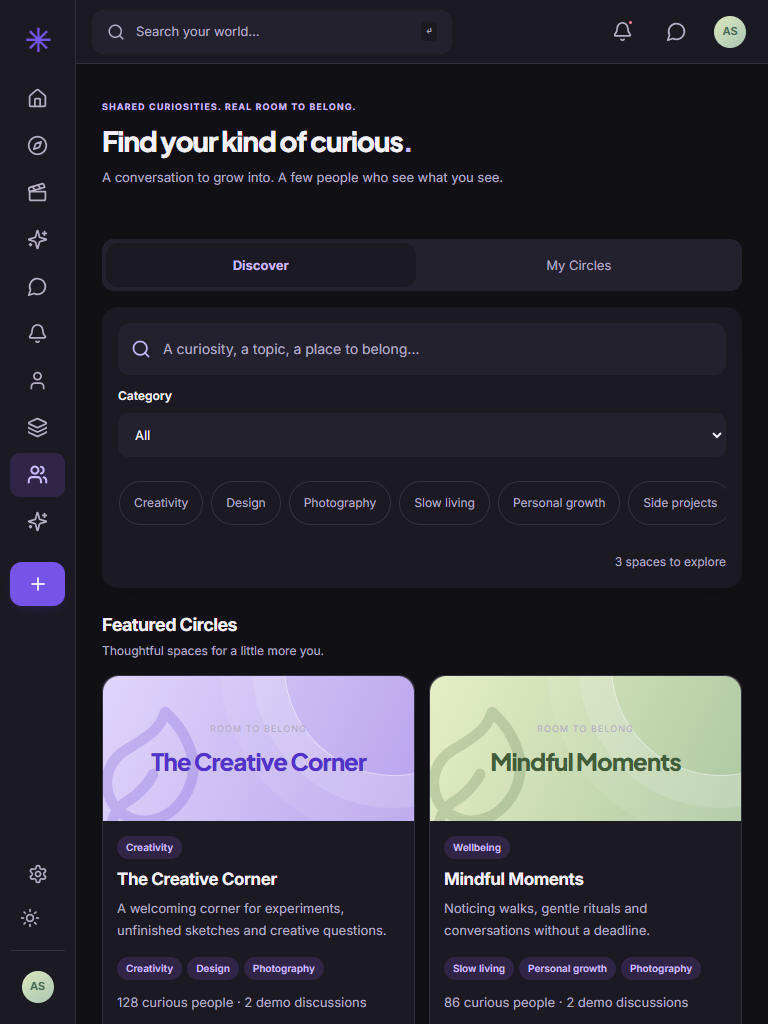 Search your world...
AS
SHARED CURIOSITIES. REAL ROOM TO BELONG.
Find your kind of curious.
A conversation to grow into. A few people who see what you see.
Discover
My Circles
A curiosity, a topic, a place to belong...
Category
All
Creativity
Design
Photography
Slow living
Personal growth
Side projects
3 spaces to explore
Featured Circles
Thoughtful spaces for a little more you.
ROOM TO BELONG
The Creative Corner
Creativity
The Creative Corner
A welcoming corner for experiments,
unfinished sketches and creative questions.
Creativity
Design
Photography
128 curious people · 2 demo discussions
ROOM TO BELONG
Mindful Moments
Wellbeing
Mindful Moments
Noticing walks, gentle rituals and
conversations without a deadline.
Slow living
Personal growth
Photography
86 curious people · 2 demo discussions
AS